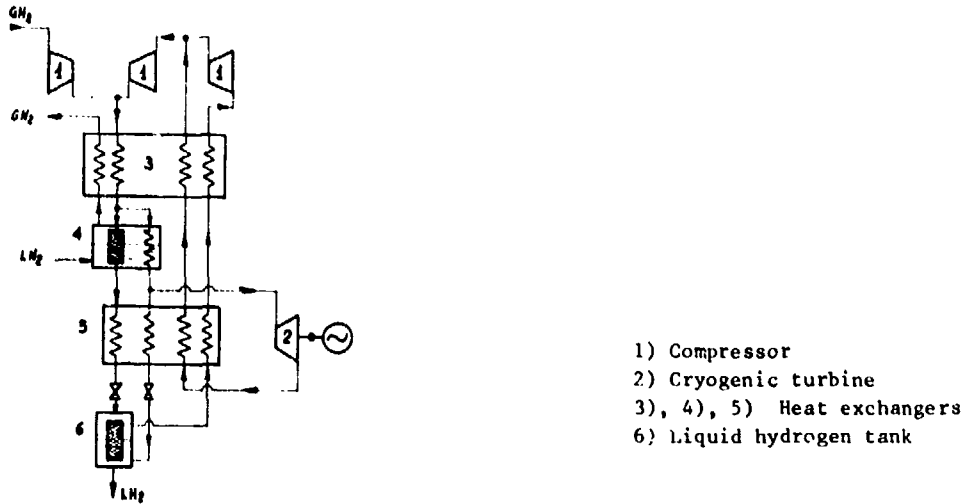 GH₂
1
1
1
GN₂
3
4
LN₂
5
2
6
LH₂
1) Compressor
2) Cryogenic turbine
3), 4), 5) Heat exchangers
6) Liquid hydrogen tank